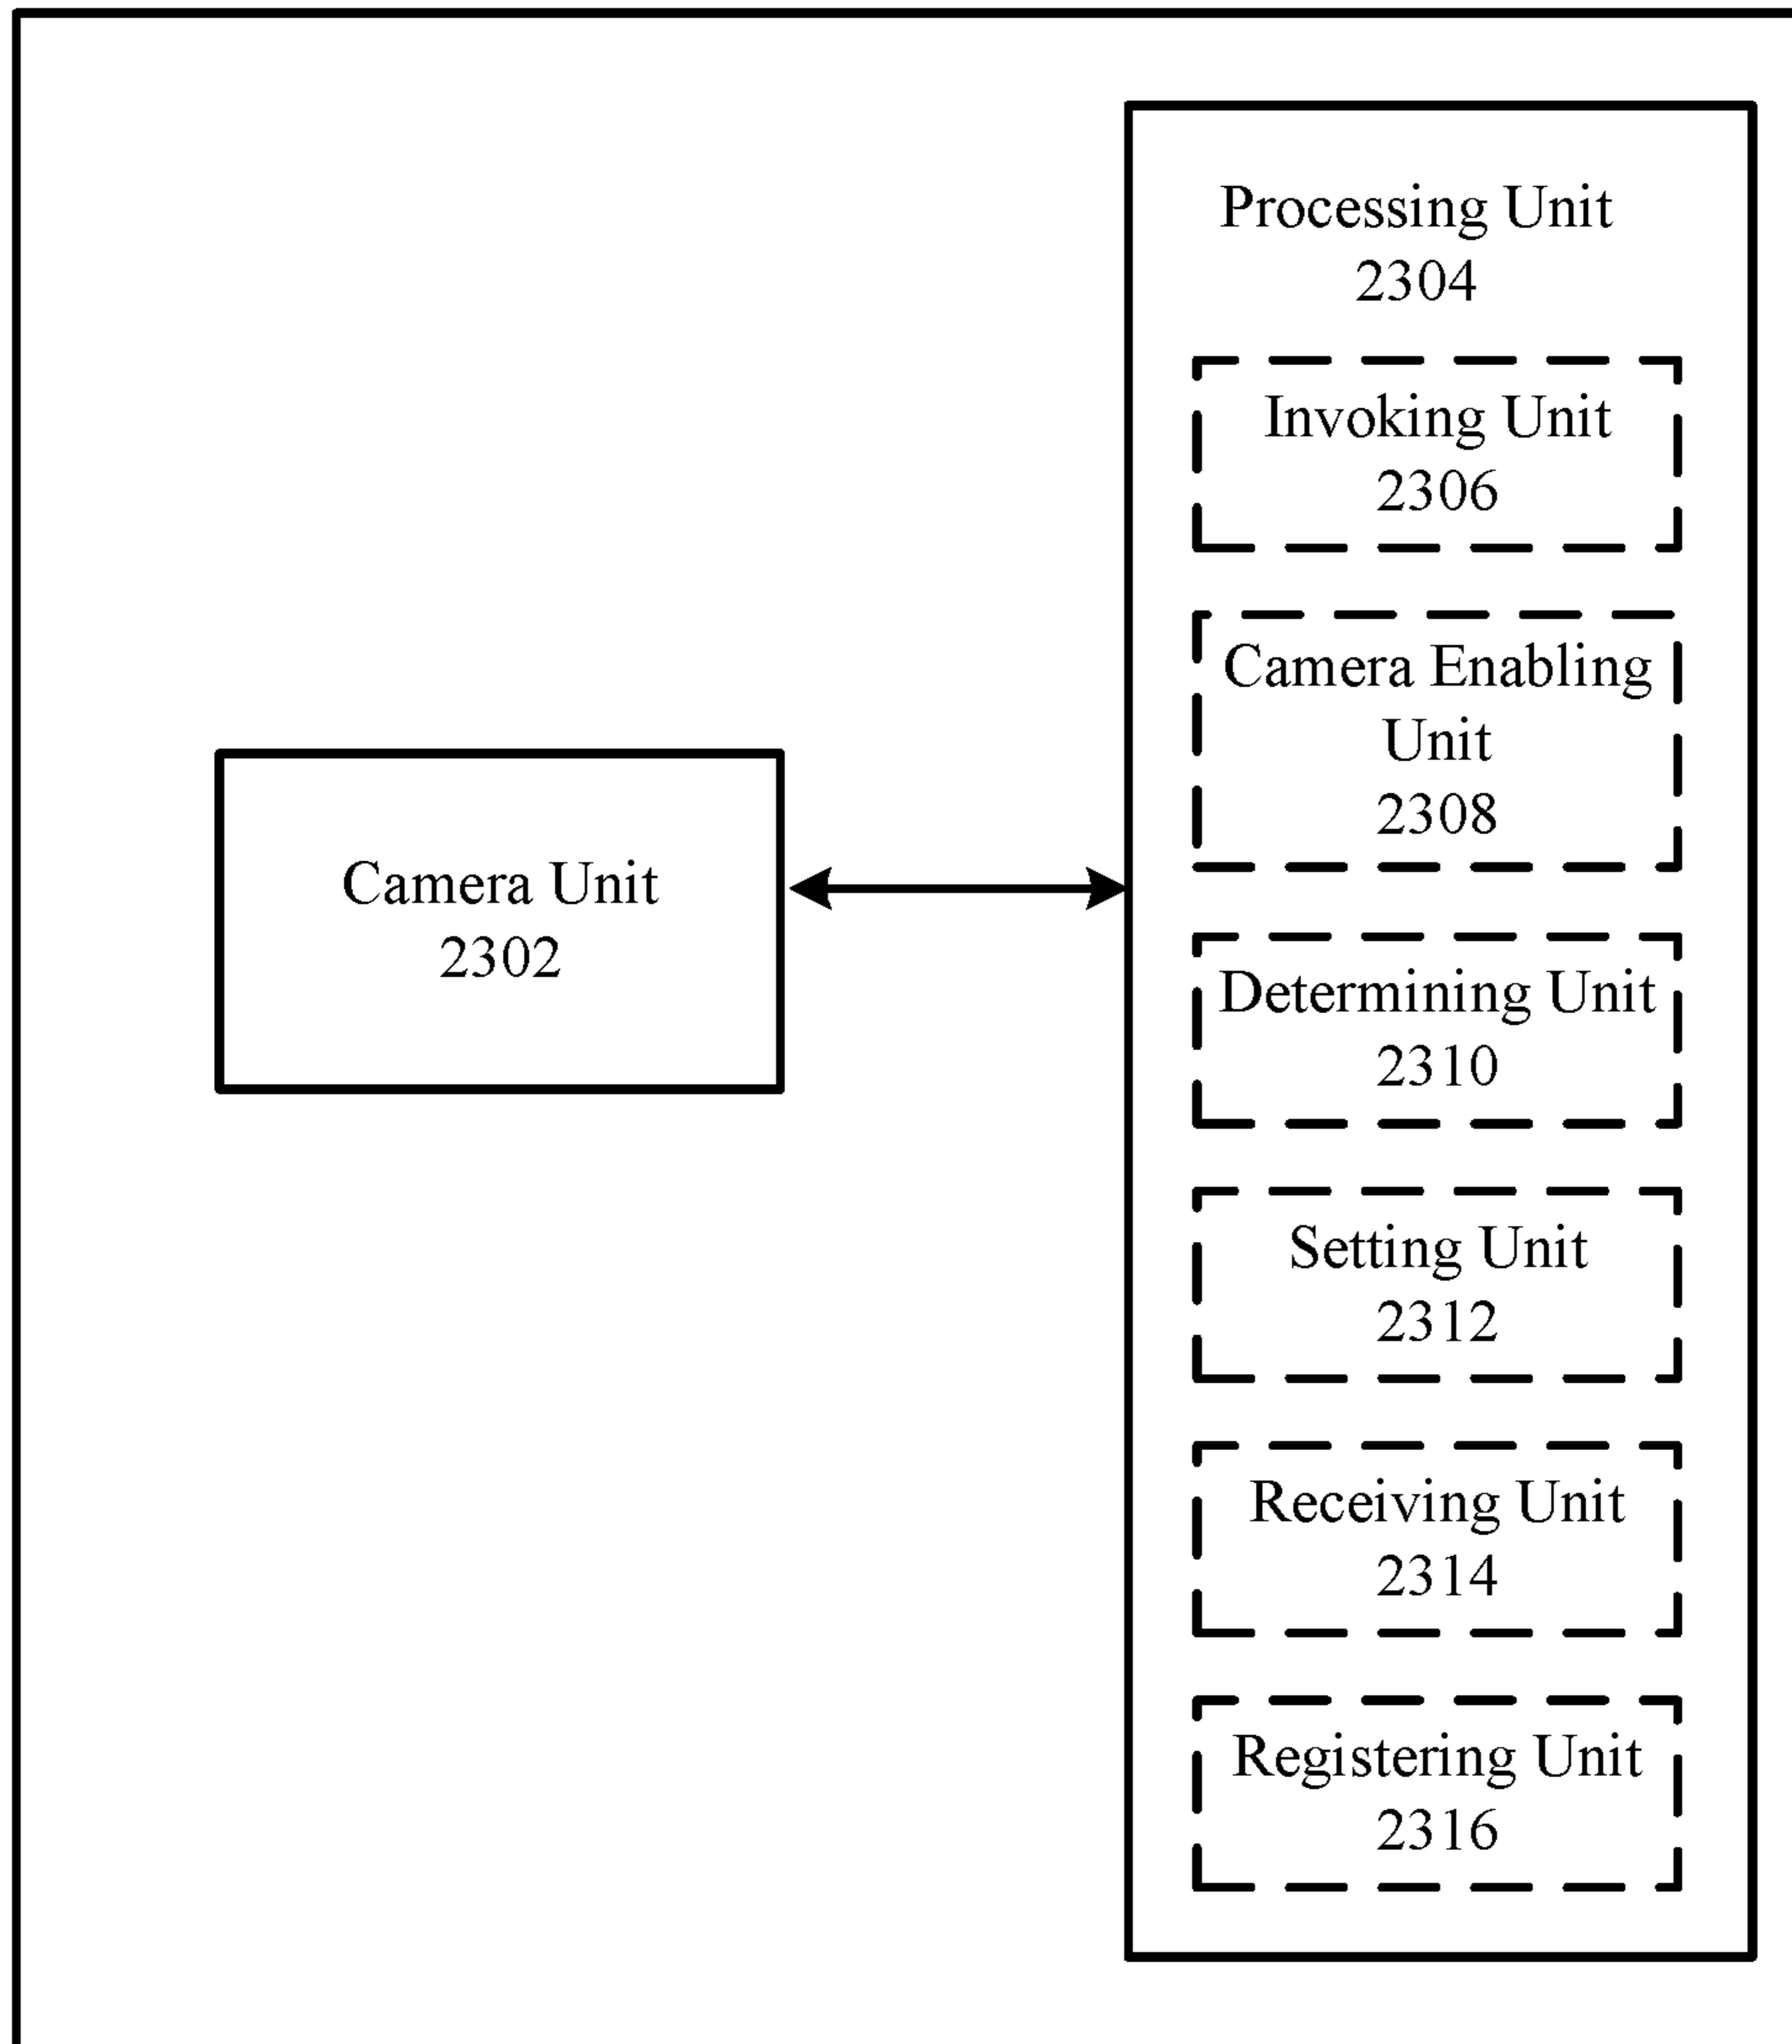 Processing Unit
2304
Invoking Unit
2306
Camera Enabling
Unit
2308
Camera Unit
2302
Determining Unit
2310
Setting Unit
2312
Receiving Unit
2314
Registering Unit
2316